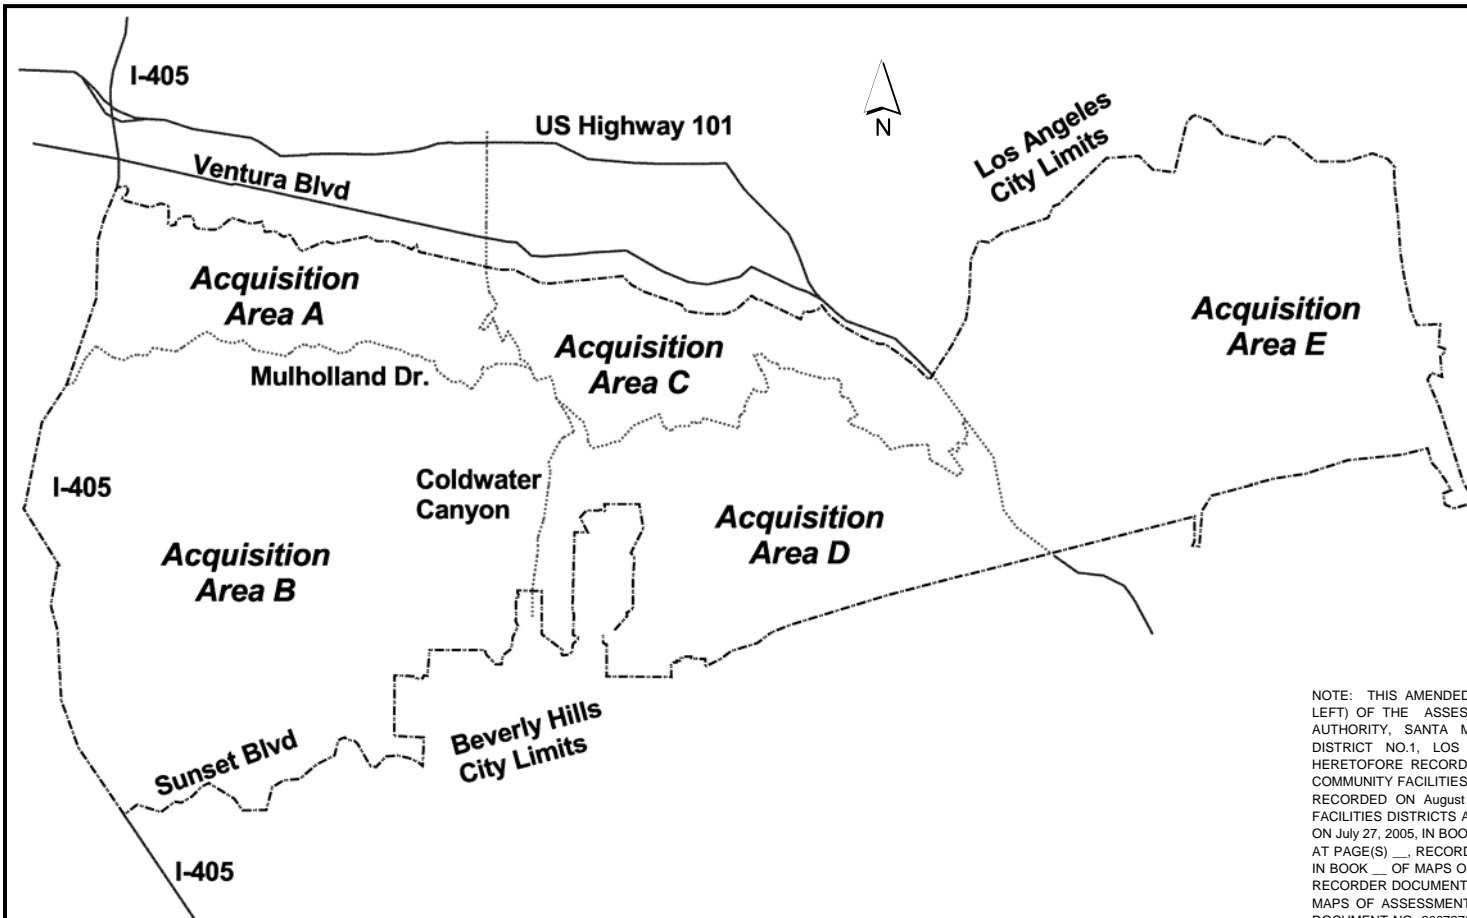 I-405
US Highway 101
N
Los Angeles
City Limits
Ventura Blvd
Acquisition
Area A
Acquisition
Area E
Acquisition
Area C
Mulholland Dr.
I-405
Coldwater
Canyon
Acquisition
Area D
Acquisition
Area B
Beverly Hills
City Limits
Sunset Blvd
I-405
NOTE: THIS AMENDED
LEFT) OF THE ASSES
AUTHORITY, SANTA M
DISTRICT NO.1, LOS
HERETOFORE RECORD
COMMUNITY FACILITIES
RECORDED ON August
FACILITIES DISTRICTS A
ON July 27, 2005, IN BOO
AT PAGE(S) __, RECORD
IN BOOK __ OF MAPS O
RECORDER DOCUMENT
MAPS OF ASSESSMENT